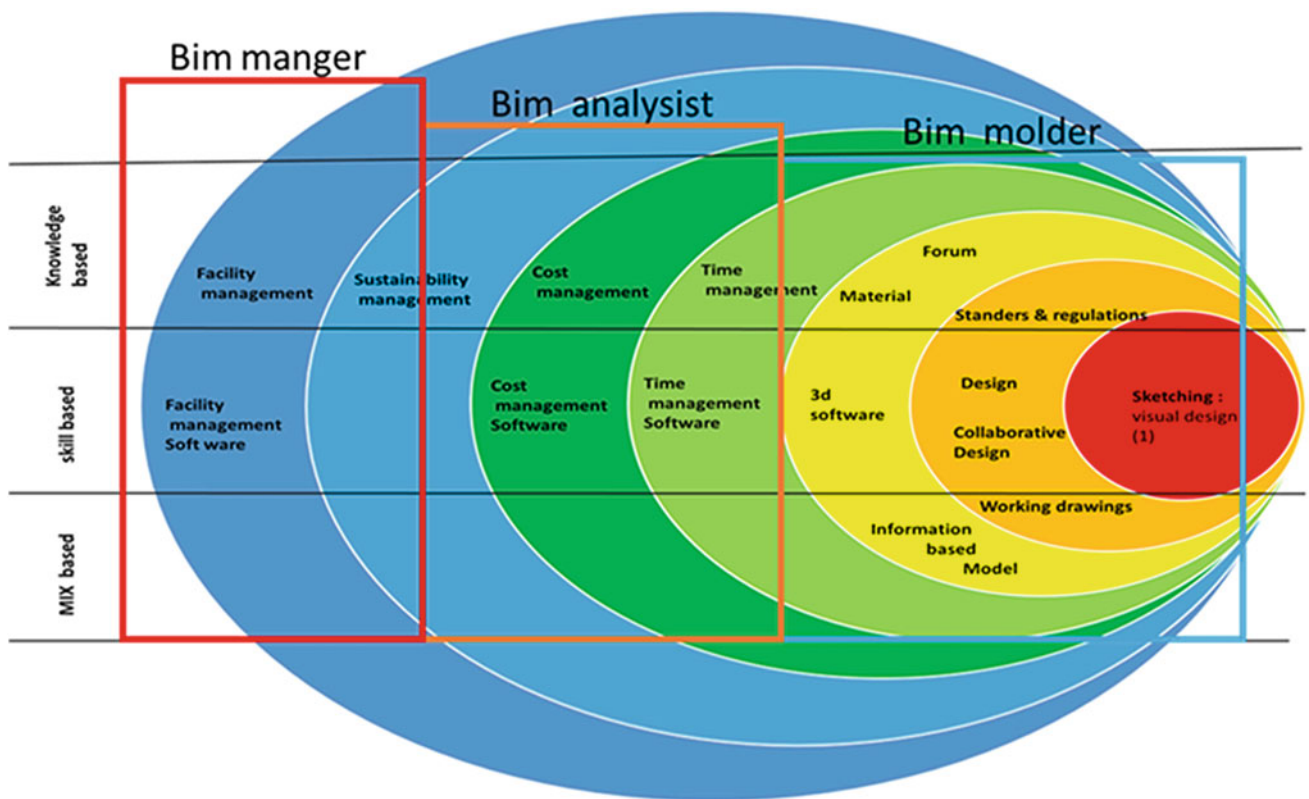 Bim manger
Bim analysist
Bim molder
Knowledge
based
Facility
management
Sustainability
management
Cost
management
Time
management
Forum
Material
Standers & regulations
skill based
Facility
management
Soft ware
Cost
management
Software
Time
management
Software
3d
software
Design
Collaborative
Design
Sketching :
visual design
(1)
MIX based
Working drawings
Information
based
Model